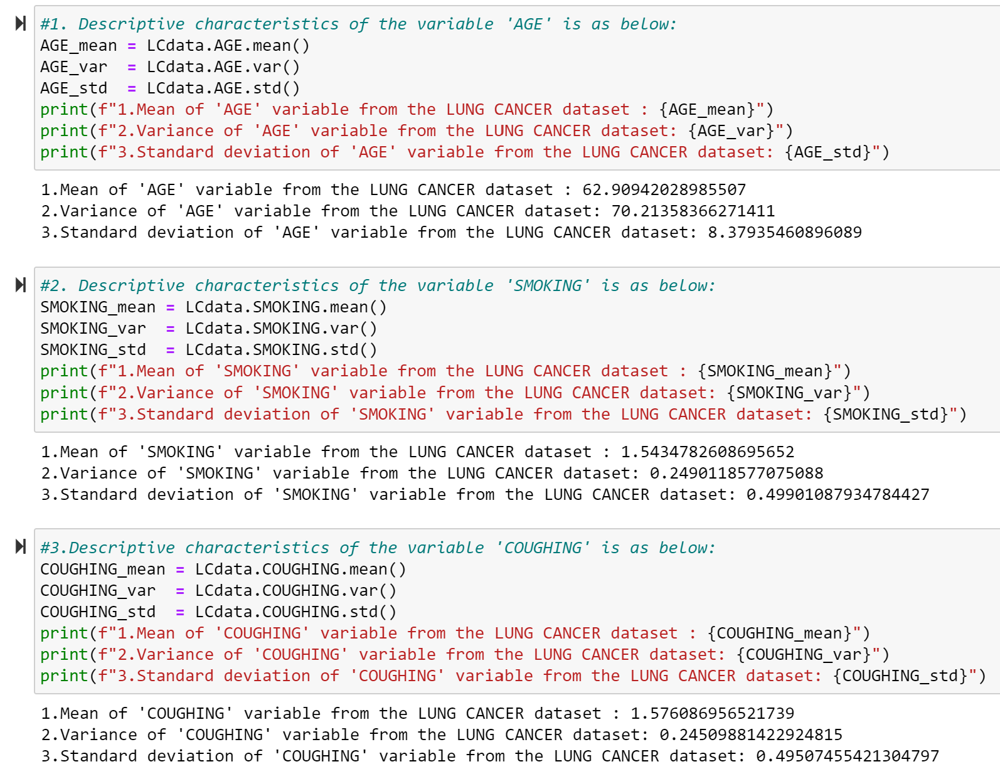 #1. Descriptive characteristics of the variable 'AGE' is as below:
AGE_mean = LCdata.AGE.mean()
AGE_var  = LCdata.AGE.var()
AGE_std  = LCdata.AGE.std()
print(f"1.Mean of 'AGE' variable from the LUNG CANCER dataset : {AGE_mean}")
print(f"2.Variance of 'AGE' variable from the LUNG CANCER dataset: {AGE_var}")
print(f"3.Standard deviation of 'AGE' variable from the LUNG CANCER dataset: {AGE_std}")
1.Mean of 'AGE' variable from the LUNG CANCER dataset : 62.90942028985507
2.Variance of 'AGE' variable from the LUNG CANCER dataset: 70.21358366271411
3.Standard deviation of 'AGE' variable from the LUNG CANCER dataset: 8.37935460896089
#2. Descriptive characteristics of the variable 'SMOKING' is as below:
SMOKING_mean = LCdata.SMOKING.mean()
SMOKING_var  = LCdata.SMOKING.var()
SMOKING_std  = LCdata.SMOKING.std()
print(f"1.Mean of 'SMOKING' variable from the LUNG CANCER dataset : {SMOKING_mean}")
print(f"2.Variance of 'SMOKING' variable from the LUNG CANCER dataset: {SMOKING_var}")
print(f"3.Standard deviation of 'SMOKING' variable from the LUNG CANCER dataset: {SMOKING_std}")
1.Mean of 'SMOKING' variable from the LUNG CANCER dataset : 1.5434782608695652
2.Variance of 'SMOKING' variable from the LUNG CANCER dataset: 0.2490118577075088
3.Standard deviation of 'SMOKING' variable from the LUNG CANCER dataset: 0.49901087934784427
#3.Descriptive characteristics of the variable 'COUGHING' is as below:
COUGHING_mean = LCdata.COUGHING.mean()
COUGHING_var  = LCdata.COUGHING.var()
COUGHING_std  = LCdata.COUGHING.std()
print(f"1.Mean of 'COUGHING' variable from the LUNG CANCER dataset : {COUGHING_mean}")
print(f"2.Variance of 'COUGHING' variable from the LUNG CANCER dataset: {COUGHING_var}")
print(f"3.Standard deviation of 'COUGHING' variable from the LUNG CANCER dataset: {COUGHING_std}")
1.Mean of 'COUGHING' variable from the LUNG CANCER dataset : 1.576086956521739
2.Variance of 'COUGHING' variable from the LUNG CANCER dataset: 0.24509881422924815
3.Standard deviation of 'COUGHING' variable from the LUNG CANCER dataset: 0.49507455421304797